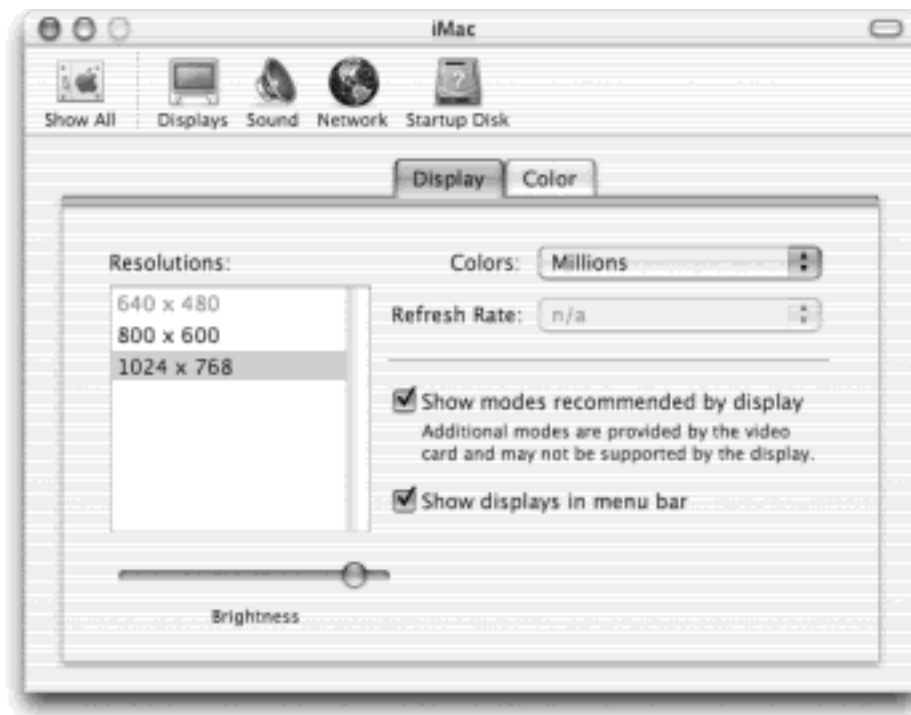 iMac
Show All Displays Sound Network Startup Disk
Display Color
Resolutions:
640 x 480
800 x 600
1024 x 768
Colors: Millions
Refresh Rate: n/a
Show modes recommended by display
Additional modes are provided by the video
card and may not be supported by the display.
Show displays in menu bar
Brightness